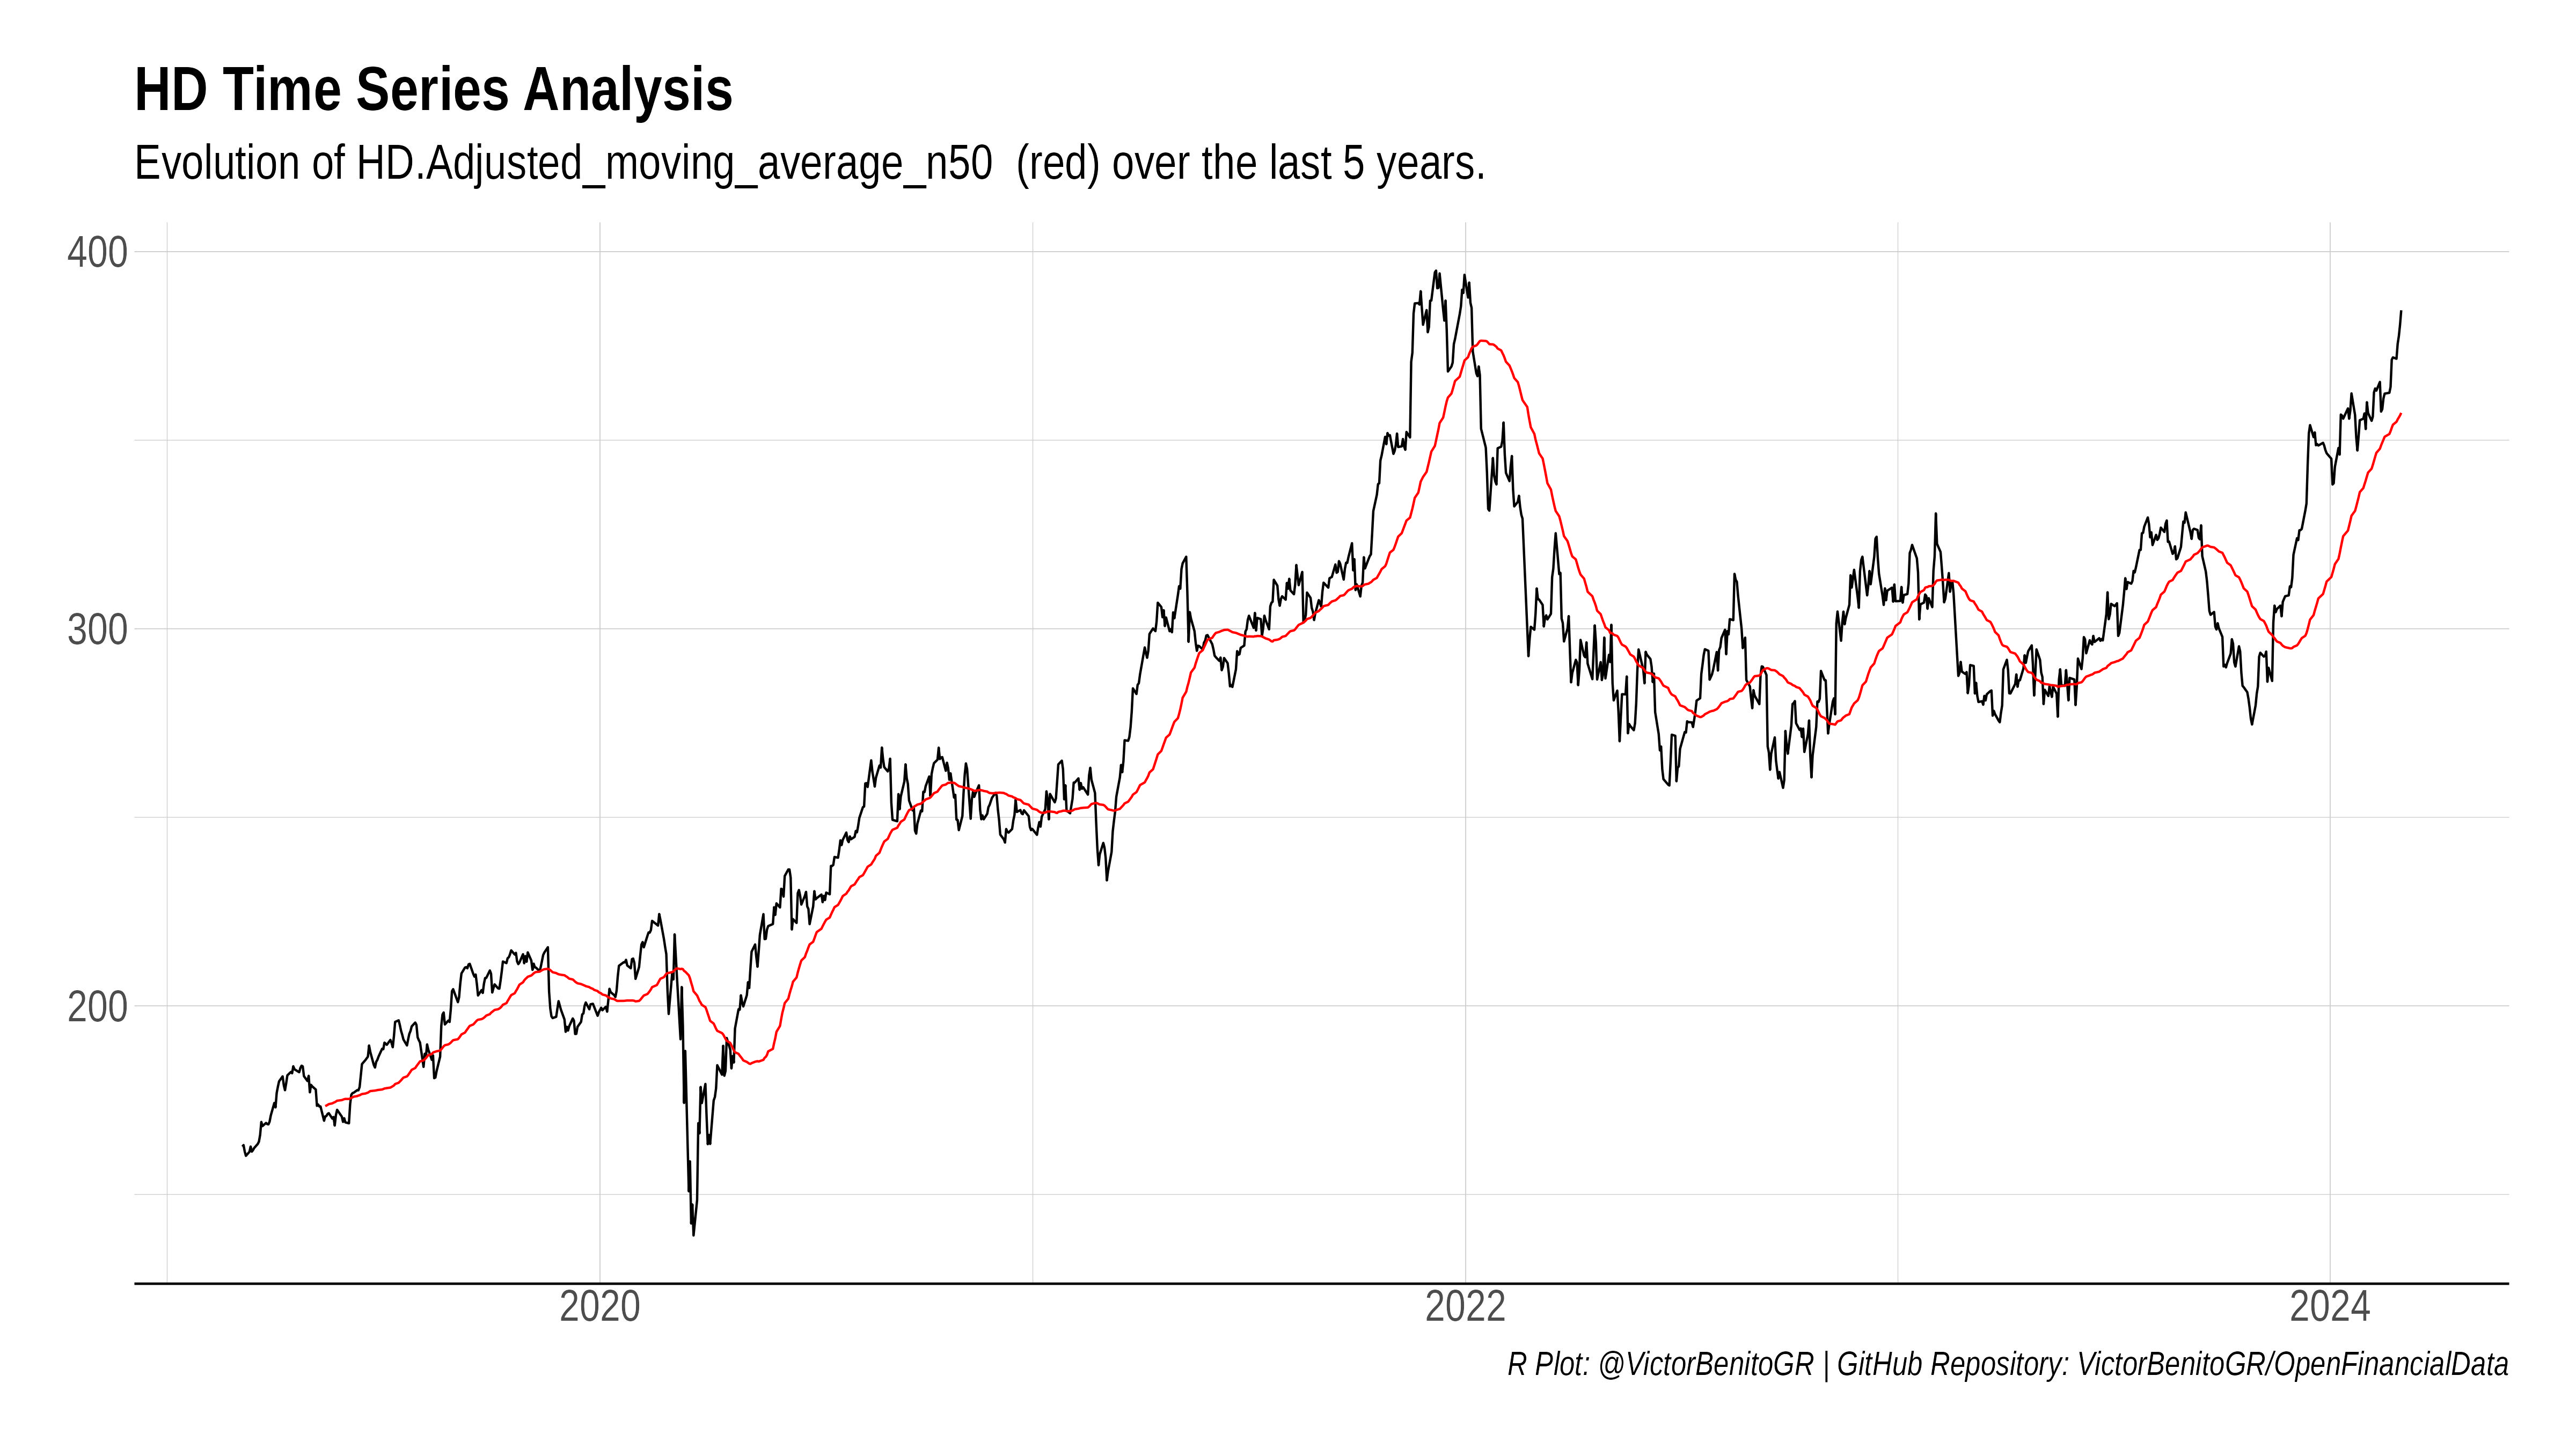 HD Time Series Analysis
Evolution of HD.Adjusted_moving_average_n50  (red) over the last 5 years.
400
300
200
2020 2022 2024
R Plot: @VictorBenitoGR | GitHub Repository: VictorBenitoGR/OpenFinancialData